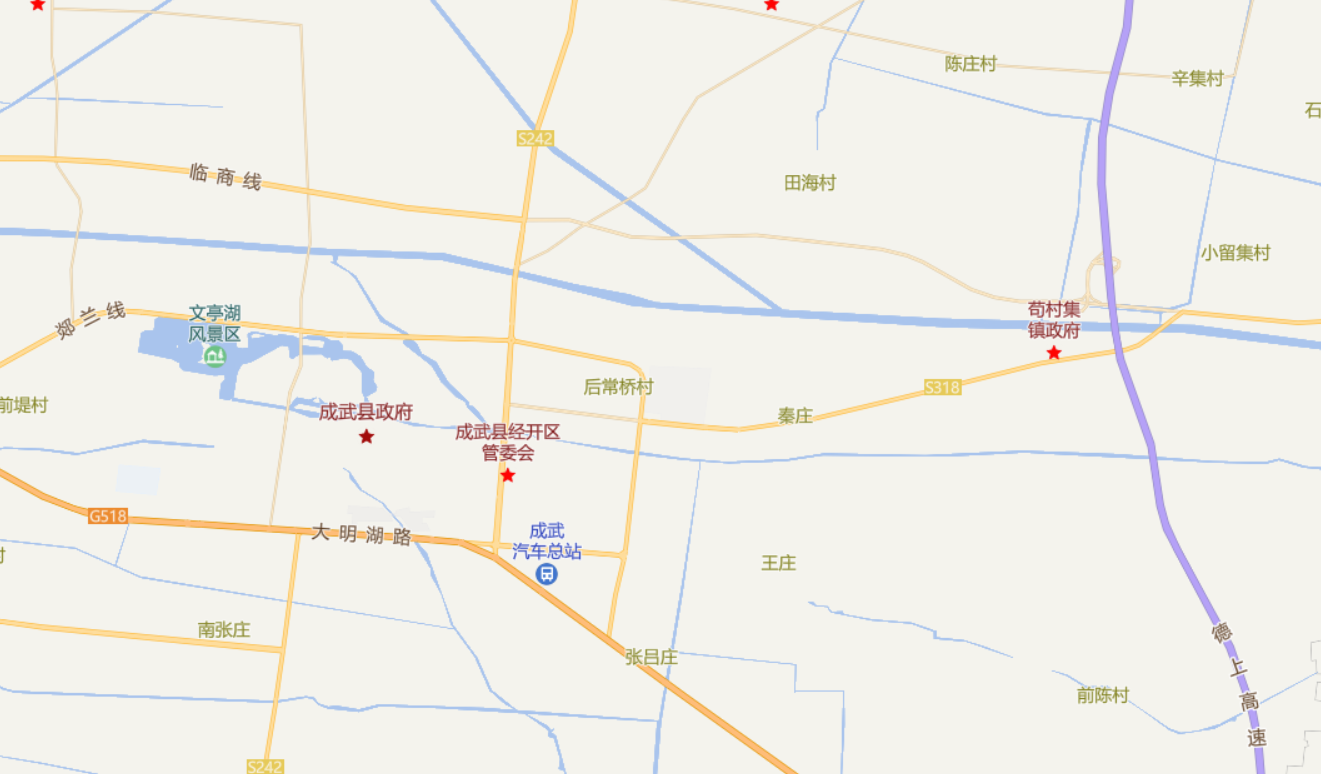 陈庄村
辛集村
石
S242
临商线
田海村
小留集村
文亭湖
风景区
郯兰线
苟村集
镇政府
前堤村
后常桥村
S318
秦庄
成武县政府
成武县经开区
管委会
G518
大明湖路
成武
汽车总站
村
王庄
南张庄
张吕庄
德上高速
前陈村
S242